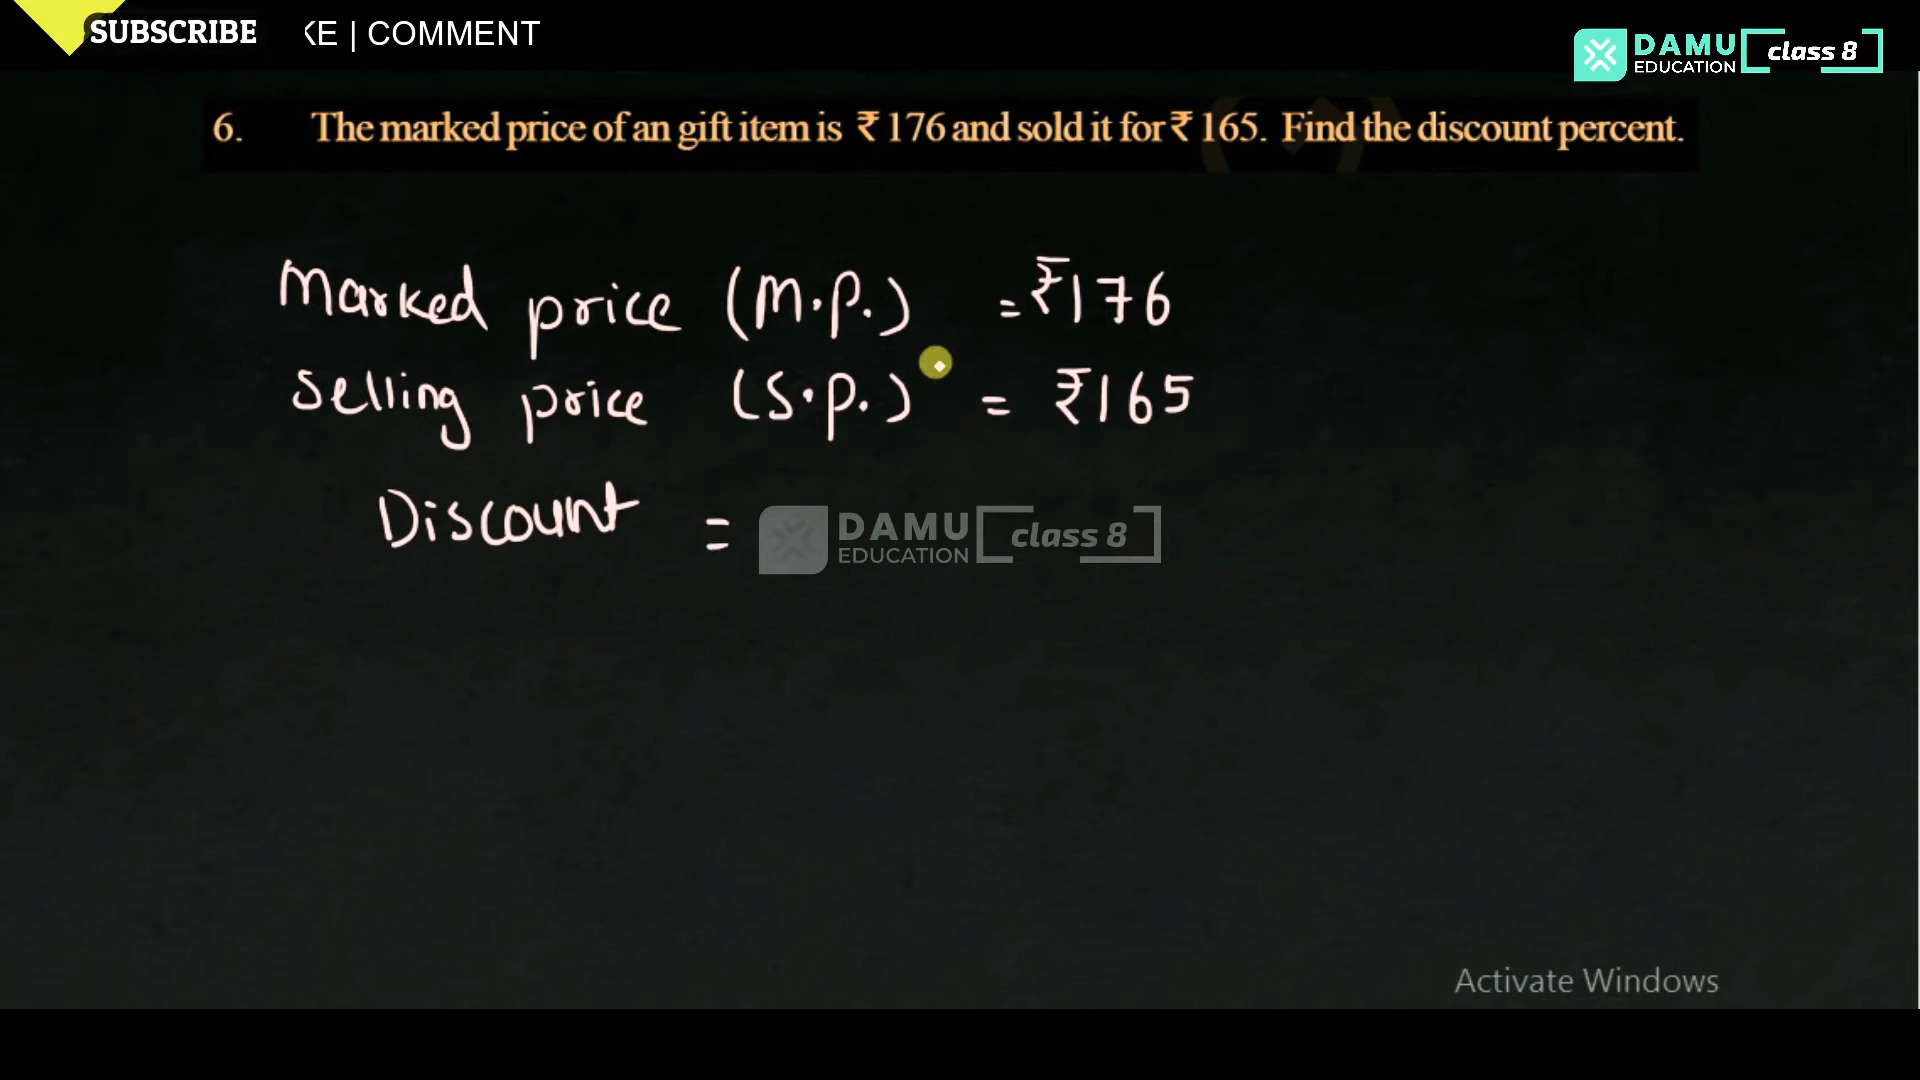 SUBSCRIBE KE | COMMENT
DAMU
EDUCATION
class 8
6. The marked price of an gift item is ₹ 176 and sold it for ₹ 165. Find the discount percent.
Marked price (M.P.) = ₹176
Selling price (S.P.) = ₹165
Discount =
DAMU
EDUCATION
class 8
Activate Windows